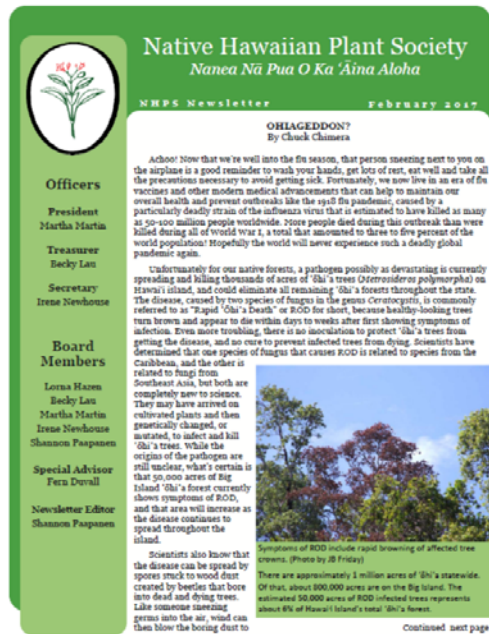 Native Hawaiian Plant Society
Nanea Nā Pua O Ka ʻĀina Aloha
NHPS Newsletter
February 2017
Officers
President
Martha Martin
Treasurer
Becky Lau
Secretary
Irene Newhouse
Board
Members
Lorna Hazen
Becky Lau
Martha Martin
Irene Newhouse
Shannon Paapanen
Special Advisor
Fern Duvall
Newsletter Editor
Shannon Paapanen
OHIAGEDDON?
By Chuck Chimera
Achoo! Now that we're well into the flu season, that person sneezing next to you on
the airplane is a good reminder to wash your hands, get lots of rest, eat well and take all
the precautions necessary to avoid getting sick. Fortunately, we now live in an era of flu
vaccines and other modern medical advancements that can help to maintain our
overall health and prevent outbreaks like the 1918 flu pandemic, caused by a
particularly deadly strain of the influenza virus that is estimated to have killed as many
as 50-100 million people worldwide. More people died during this outbreak than were
killed during all of World War I, a total that amounted to three to five percent of the
world population! Hopefully the world will never experience such a deadly global
pandemic again.
Unfortunately for our native forests, a pathogen possibly as devastating is currently
spreading and killing thousands of acres of ʻōhiʻa trees (Metrosideros polymorpha) on
Hawaiʻi island, and could eliminate all remaining ʻōhiʻa forests throughout the state.
The disease, caused by two species of fungus in the genus Ceratocystis, is commonly
referred to as "Rapid ʻōhiʻa Death" or ROD for short, because healthy-looking trees
turn brown and appear to die within days to weeks after first showing symptoms of
infection. Even more troubling, there is no inoculation to protect ʻōhiʻa trees from
getting the disease, and no cure to prevent infected trees from dying. Scientists have
determined that one species of fungus that causes ROD is related to species from the
Caribbean, and the other is
related to fungi from
Southeast Asia, but both are
completely new to science.
They may have arrived on
cultivated plants and then
genetically changed, or
mutated, to infect and kill
ʻōhiʻa trees. While the
origins of the pathogen are
still unclear, what's certain is
that 50,000 acres of Big
Island ʻōhiʻa forest currently
shows symptoms of ROD,
and that area will increase as
the disease continues to
spread throughout the
island.
Scientists also know that
the disease can be spread by
spores stuck to wood dust
created by beetles that bore
into dead and dying trees.
Like someone sneezing
germs into the air, wind can
then blow the boring dust to
Symptoms of ROD include rapid browning of affected tree
crowns. (Photo by JB Friday)
There are approximately 1 million acres of ʻōhiʻa statewide.
Of that, about 800,000 acres are on the Big Island. The
estimated 50,000 acres of ROD infected trees represents
about 6% of Hawaiʻi Island's total ʻōhiʻa forest.
Continued next page